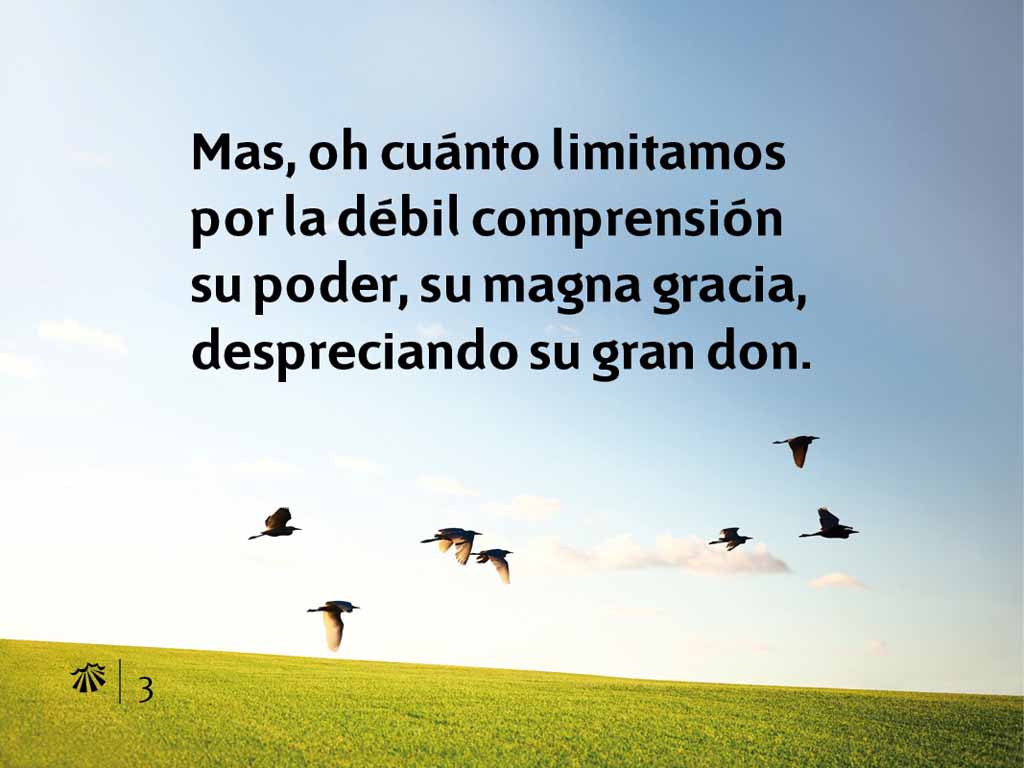 Mas, oh cuánto limitamos
por la débil comprensión
su poder, su magna gracia,
despreciando su gran don.
3